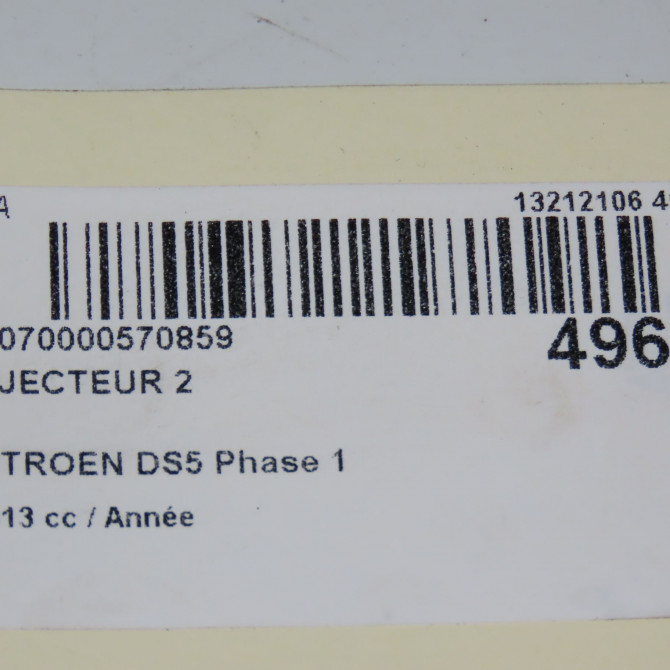 A
13212106 4
070000570859
496
JECTEUR 2
TROEN DS5 Phase 1
13 cc / Année